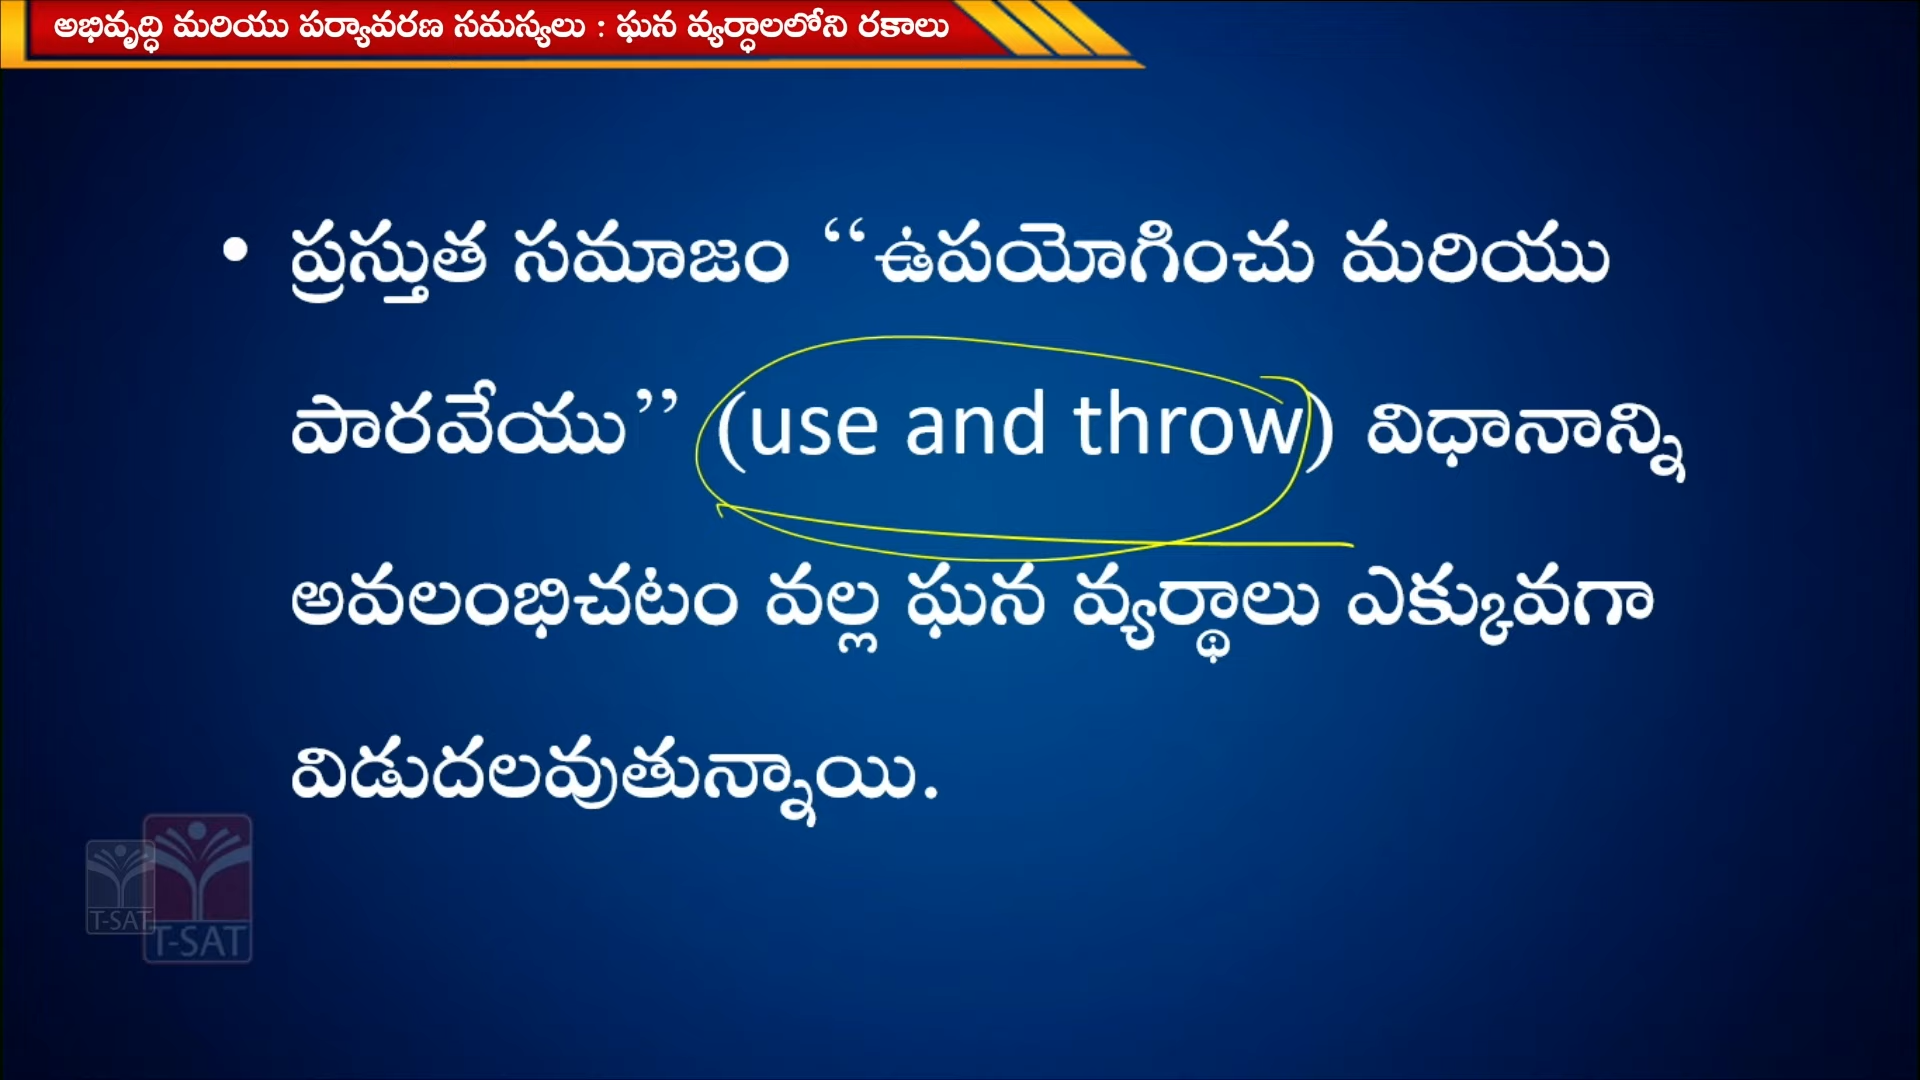 అభివృద్ధి మరియు పర్యావరణ సమస్యలు : ఘన వ్యర్ధాలలోని రకాలు
• ప్రస్తుత సమాజం “ఉపయోగించు మరియు
పారవేయు” (use and throw) విధానాన్ని
అవలంభిచటం వల్ల ఘన వ్యర్థాలు ఎక్కువగా
విడుదలవుతున్నాయి.
T-SAT
T-SAT